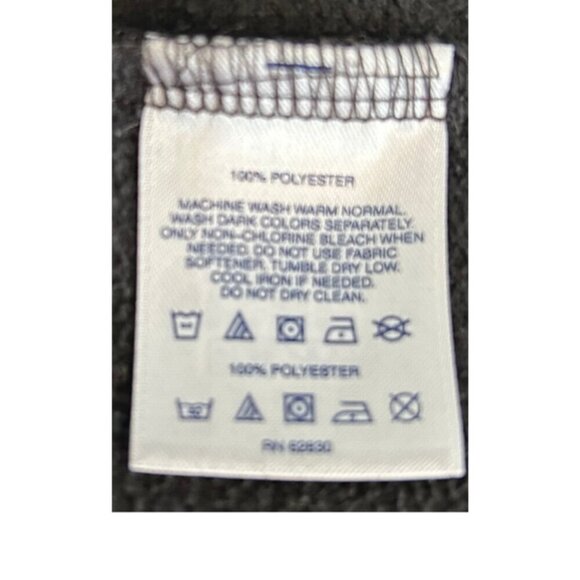 100% POLYESTER
MACHINE WASH WARM NORMAL.
WASH DARK COLORS SEPARATELY.
ONLY NON-CHLORINE BLEACH WHEN
NEEDED. DO NOT USE FABRIC
SOFTENER. TUMBLE DRY LOW.
COOL IRON IF NEEDED.
DO NOT DRY CLEAN.
100% POLYESTER
RN 62830